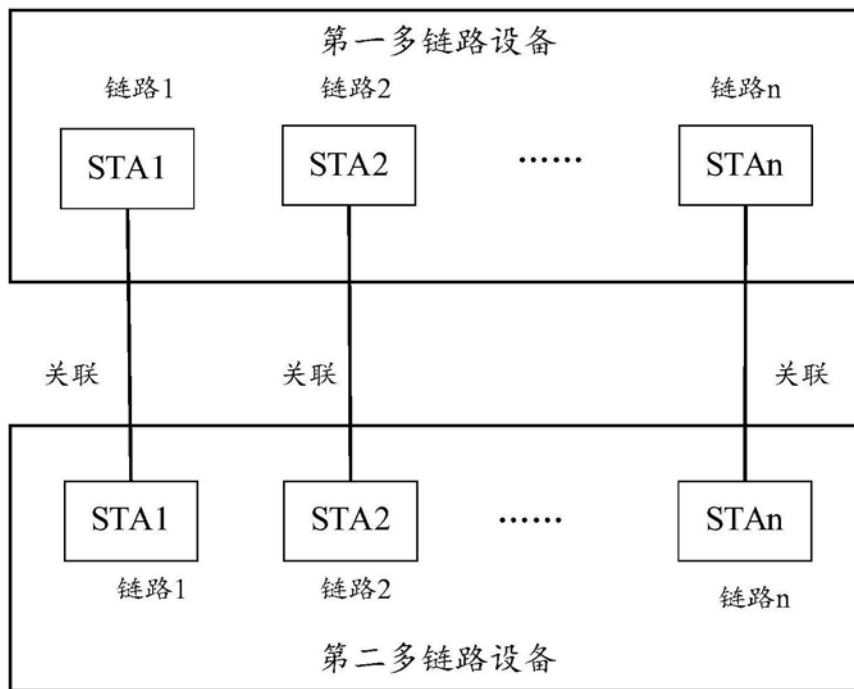 第一多链路设备
链路1 链路2 链路n
STA1 STA2 …… STAn
关联 关联 关联
STA1 STA2 …… STAn
链路1 链路2 链路n
第二多链路设备